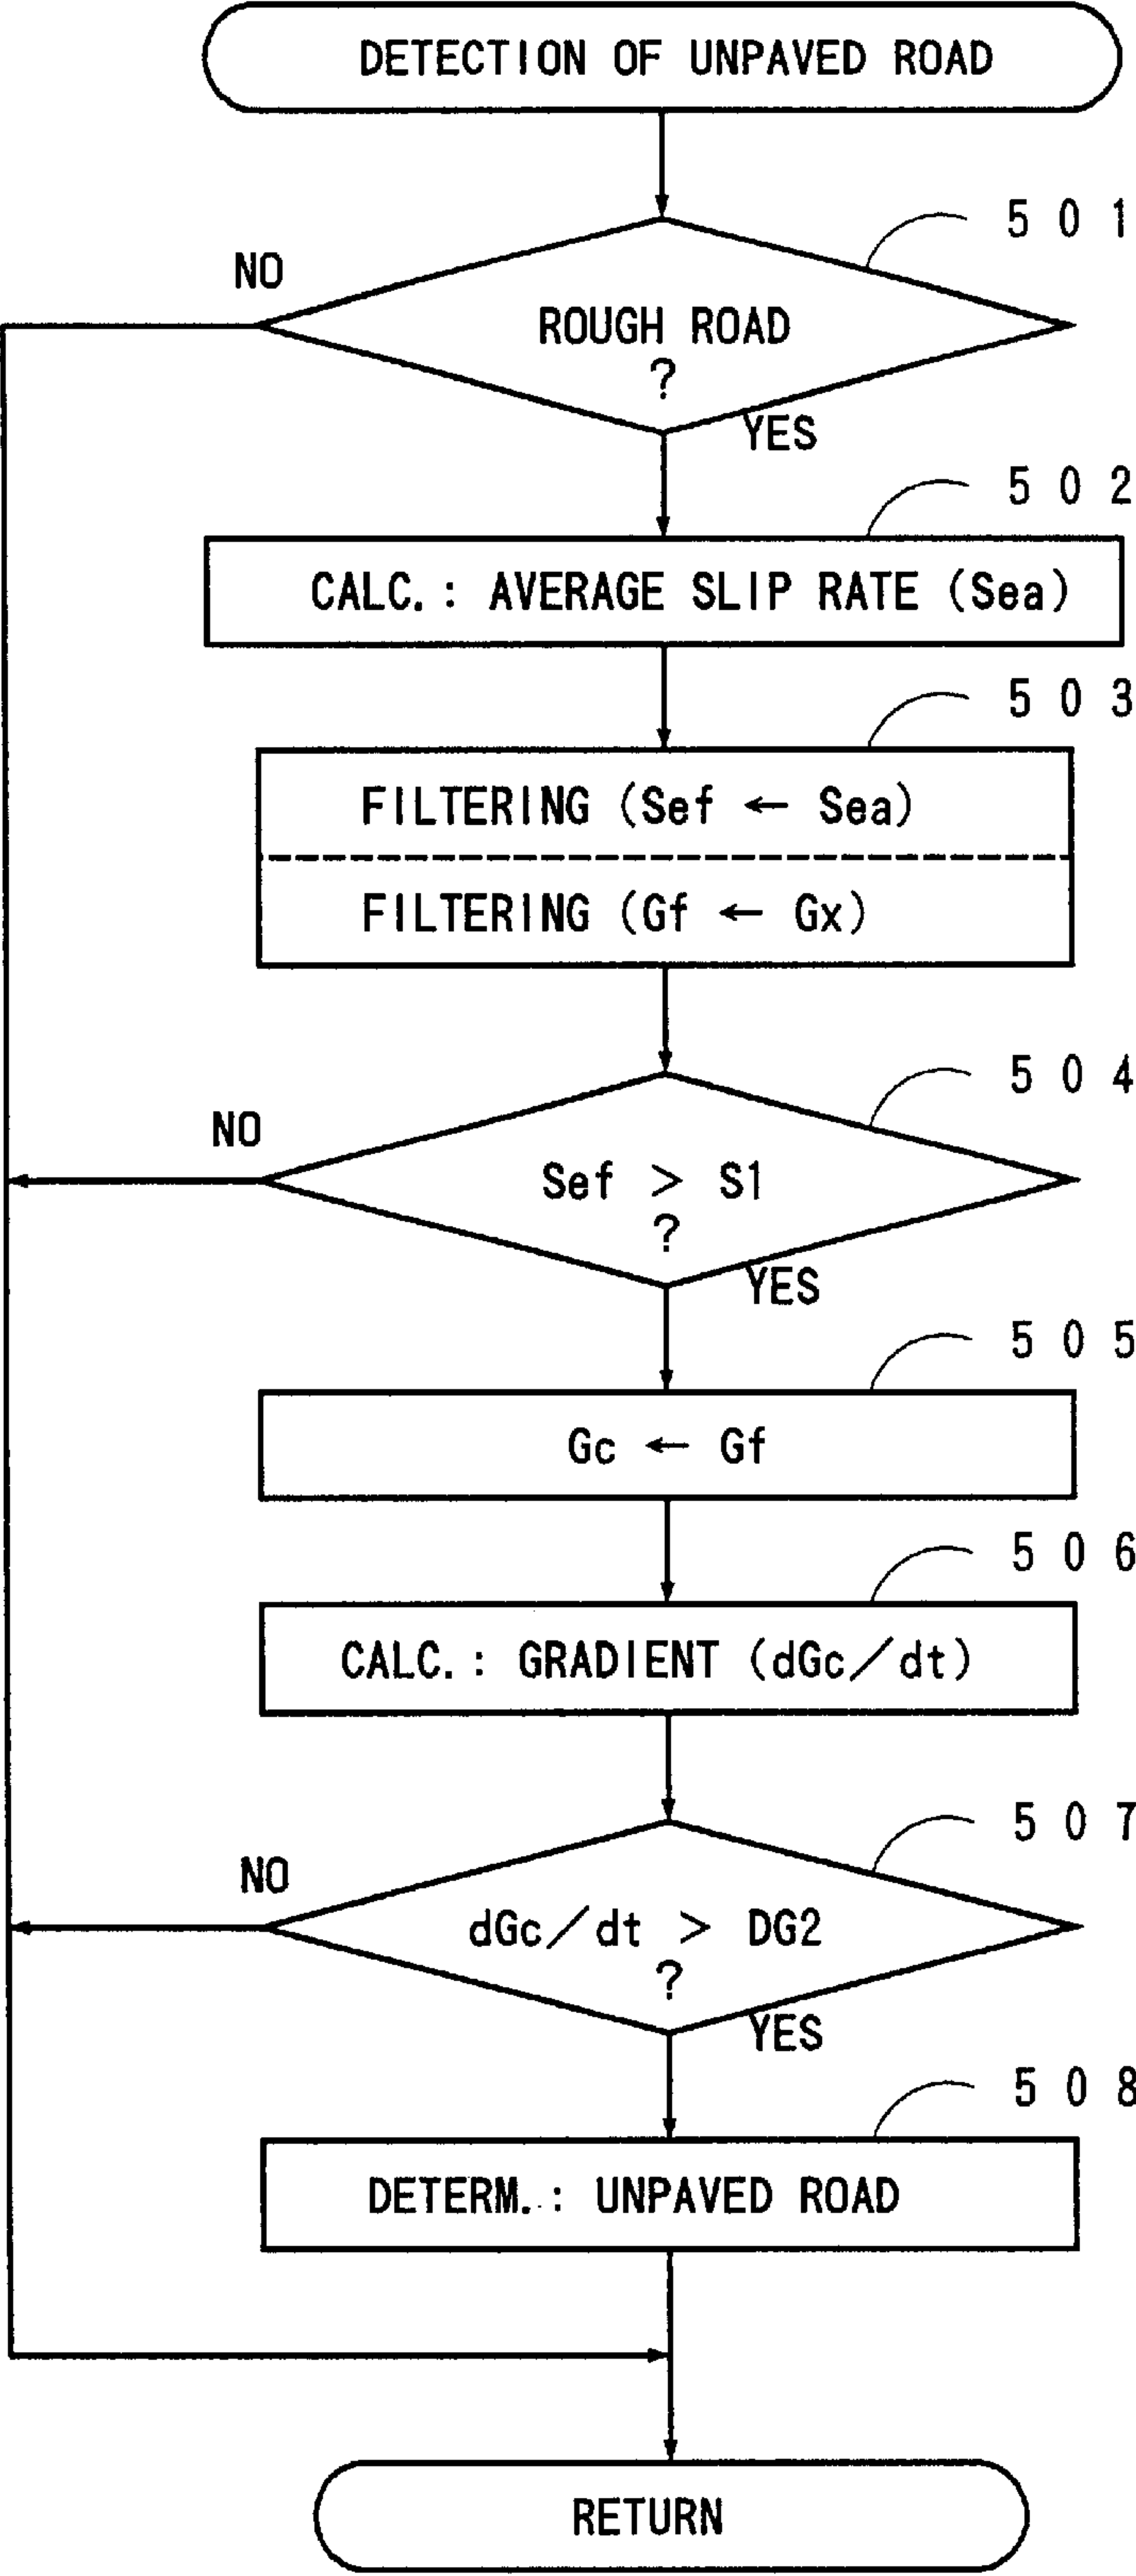 DETECTION OF UNPAVED ROAD
501
NO
ROUGH ROAD
?
YES
502
CALC.: AVERAGE SLIP RATE (Sea)
503
FILTERING (Sef ← Sea)
FILTERING (Gf ← Gx)
504
NO
Sef > S1
?
YES
505
Gc ← Gf
506
CALC.: GRADIENT (dGc/dt)
507
NO
dGc/dt > DG2
?
YES
508
DETERM.: UNPAVED ROAD
RETURN